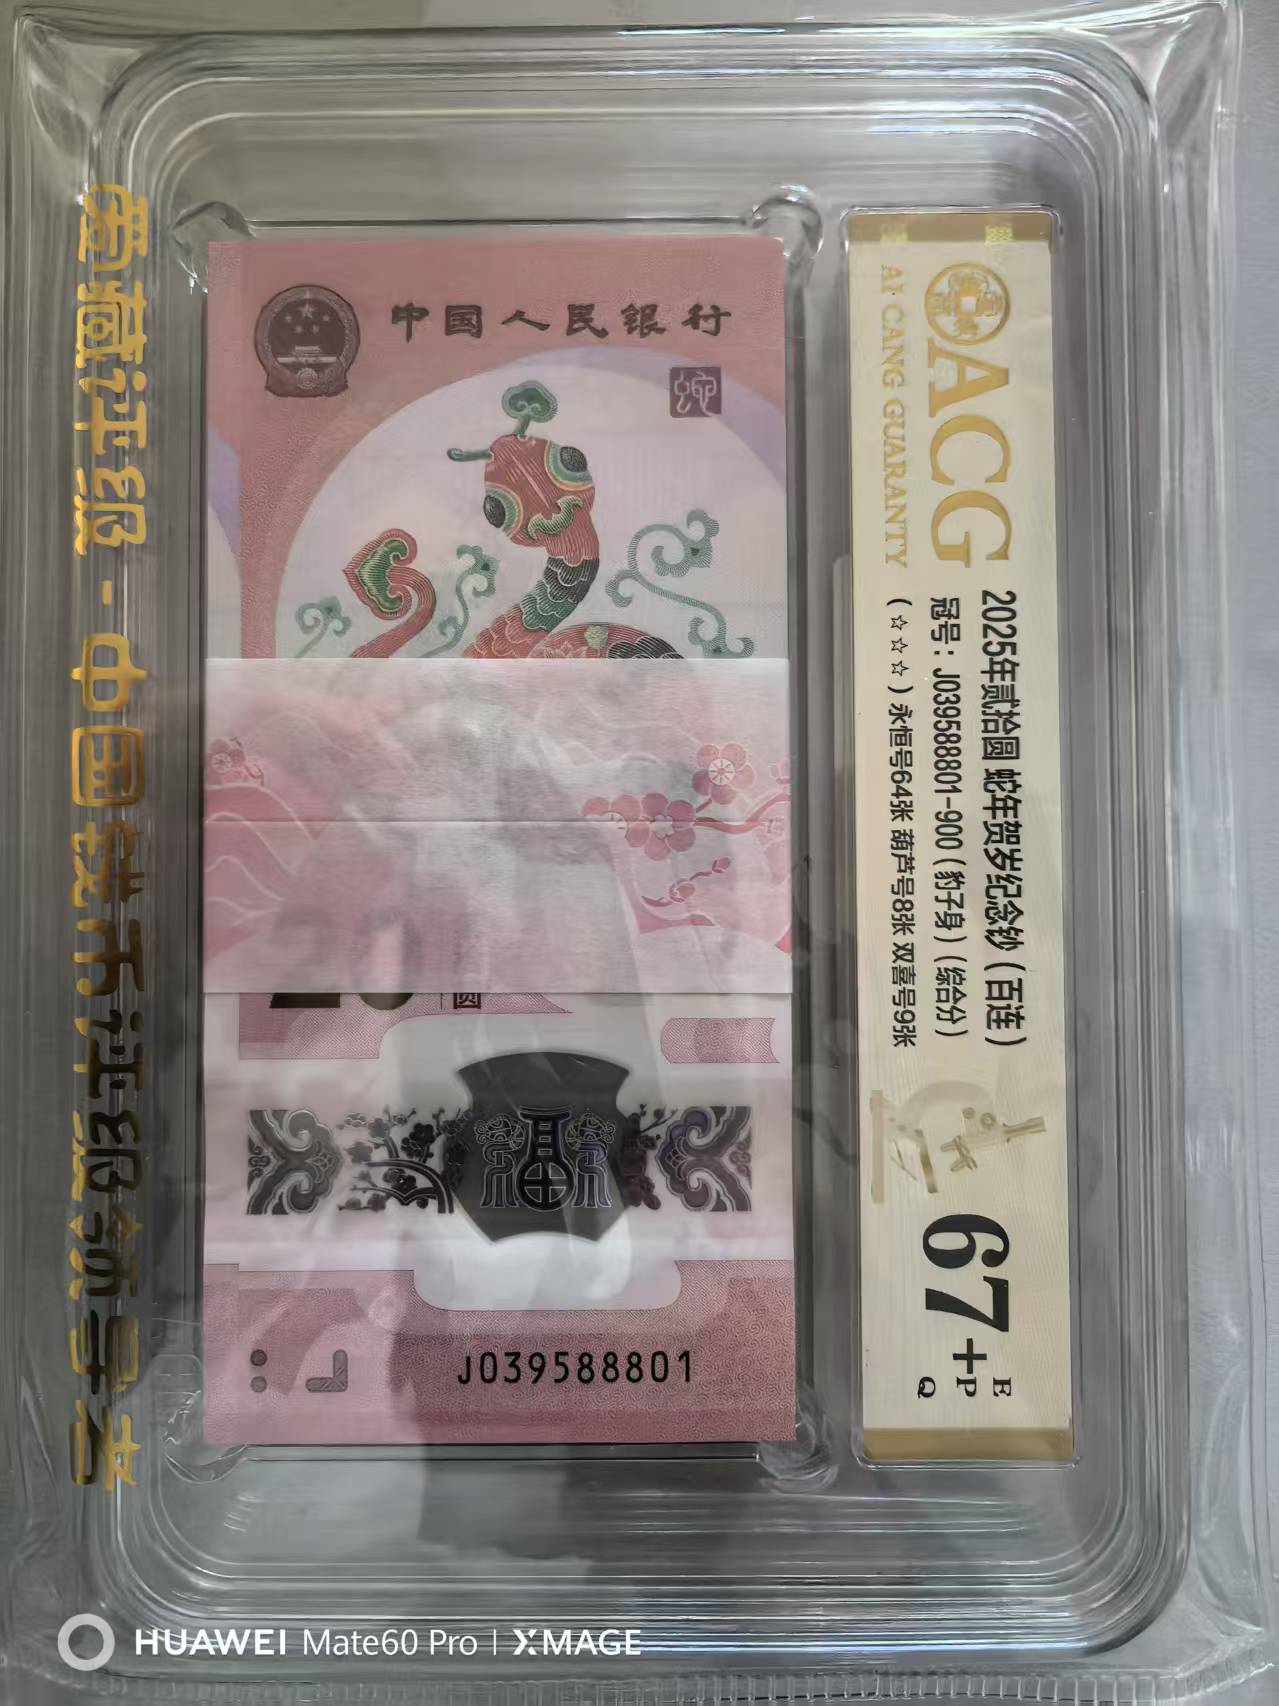 爱藏评级-中国钱币评级领导者
中国人民银行
蛇
20
圆
J039588801
ACG
AI CANG GUARANTY
2025年贰拾圆 蛇年贺岁纪念钞（百连）
冠号：J039588801-900（豹子身）（综合分）
（☆☆☆）永恒号64张 葫芦号8张 双喜号9张
67+
E
P
Q
HUAWEI Mate60 Pro | XMAGE